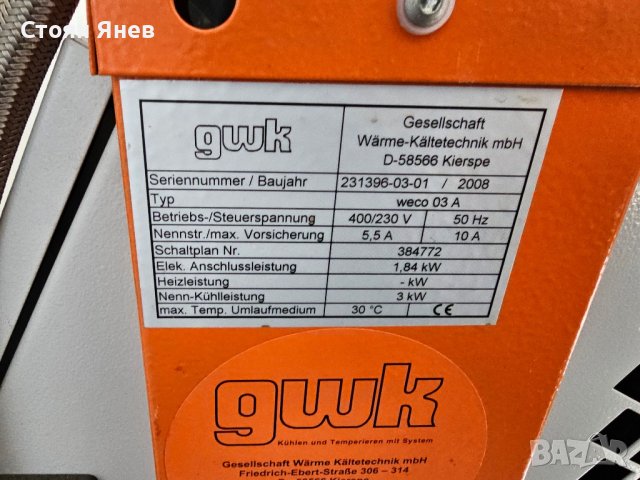 Стоян Янев
gwk
Gesellschaft
Wärme-Kältetechnik mbH
D-58566 Kierspe
Seriennummer / Baujahr 231396-03-01 / 2008
Typ weco 03 A
Betriebs-/Steuerspannung 400/230 V 50 Hz
Nennstr./max. Vorsicherung 5,5 A 10 A
Schaltplan Nr. 384772
Elek. Anschlussleistung 1,84 kW
Heizleistung - kW
Nenn-Kühlleistung 3 kW
max. Temp. Umlaufmedium 30 °C CE
gwk
Kühlen und Temperieren mit System
Gesellschaft Wärme Kältetechnik mbH
Friedrich-Ebert-Straße 306 – 314
58566 Kierspe
BAZAR